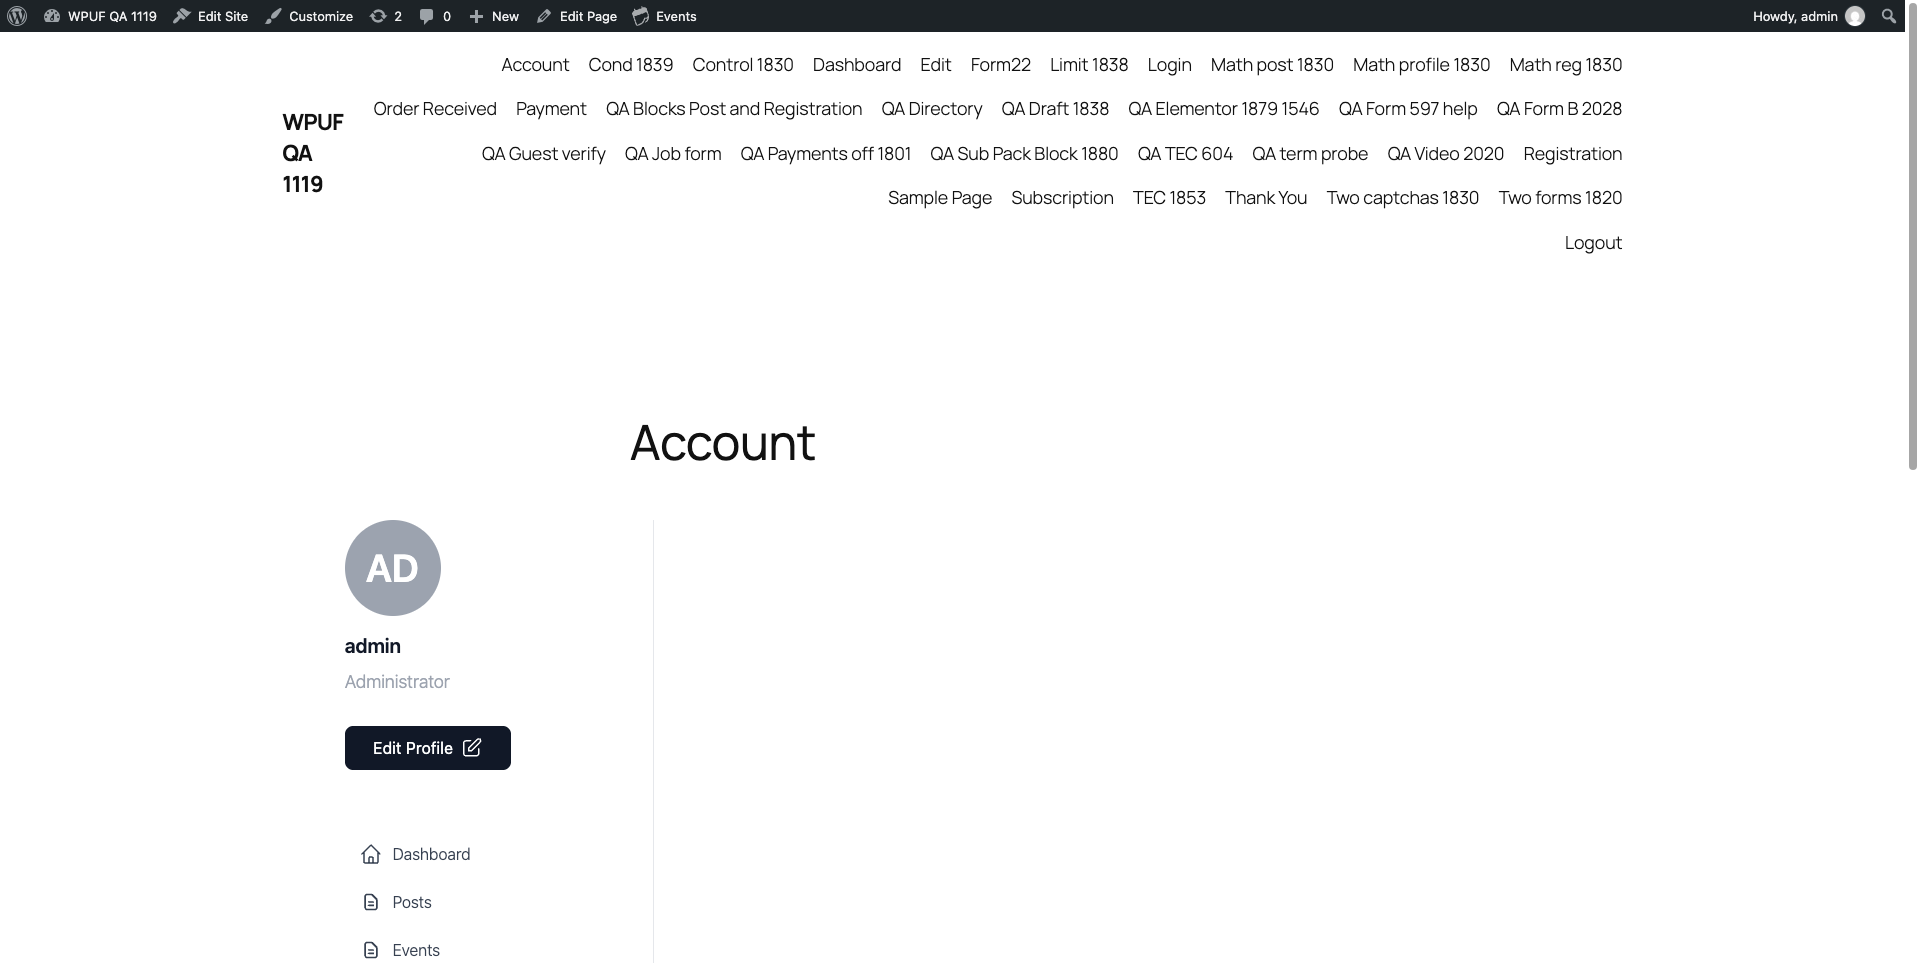 WPUF QA 1119 Edit Site Customize 2 0 New Edit Page Events Howdy, admin
Account Cond 1839 Control 1830 Dashboard Edit Form22 Limit 1838 Login Math post 1830 Math profile 1830 Math reg 1830
Order Received Payment QA Blocks Post and Registration QA Directory QA Draft 1838 QA Elementor 1879 1546 QA Form 597 help QA Form B 2028
WPUF
QA
1119
QA Guest verify QA Job form QA Payments off 1801 QA Sub Pack Block 1880 QA TEC 604 QA term probe QA Video 2020 Registration
Sample Page Subscription TEC 1853 Thank You Two captchas 1830 Two forms 1820
Logout
Account
AD
admin
Administrator
Edit Profile
Dashboard
Posts
Events